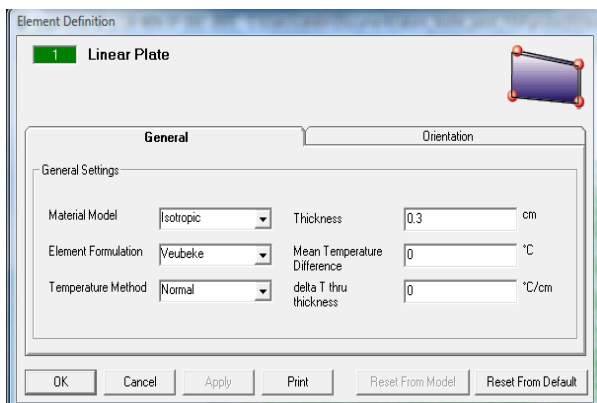 Element Definition
1 Linear Plate
General Orientation
General Settings
Material Model Isotropic Thickness 0.3 cm
Element Formulation Veubeke Mean Temperature Difference 0 °C
Temperature Method Normal delta T thru thickness 0 °C/cm
OK Cancel Apply Print Reset From Model Reset From Default